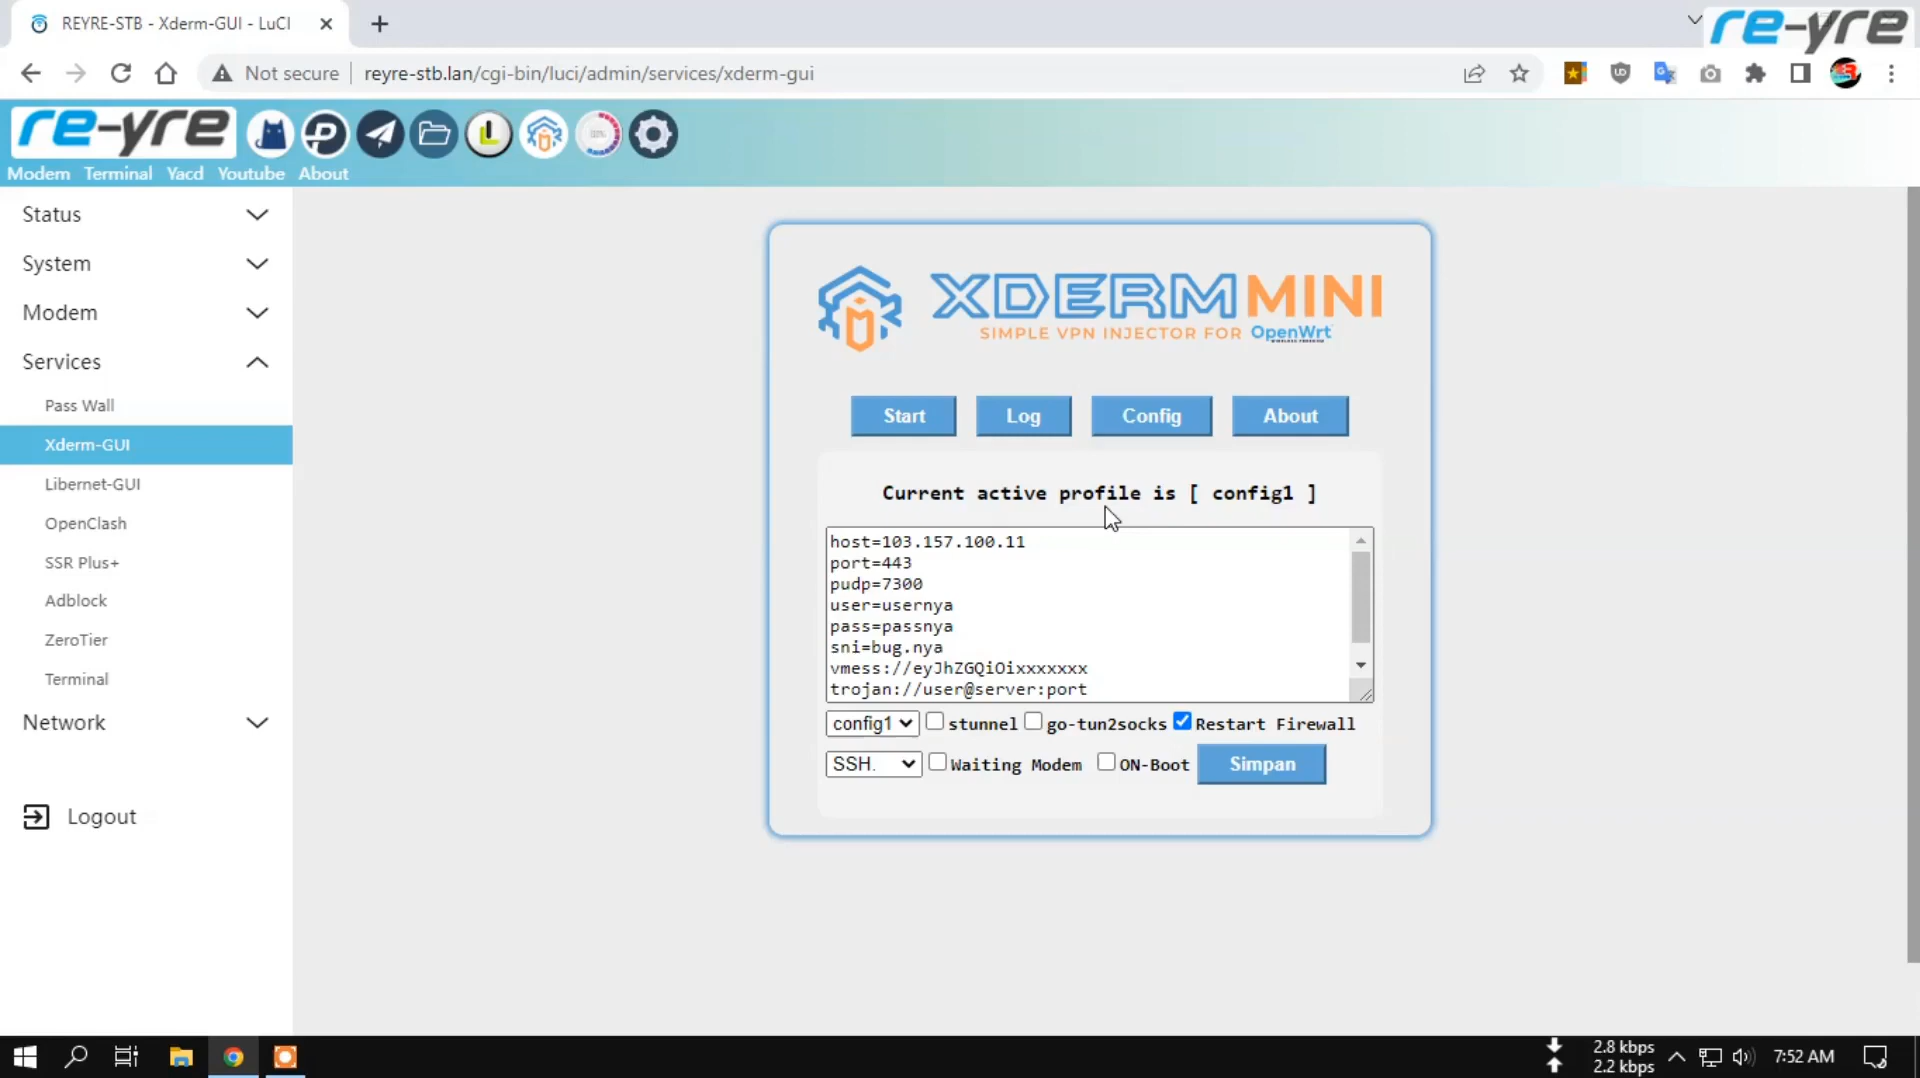 REYRE-STB - Xderm-GUI - LuCI
re-yre
Not secure
reyre-stb.lan/cgi-bin/luci/admin/services/xderm-gui
re-yre
Modem Terminal Yacd Youtube About
Status
System
Modem
Services
Pass Wall
Xderm-GUI
Libernet-GUI
OpenClash
SSR Plus+
Adblock
ZeroTier
Terminal
Network
Logout
XDERM MINI
SIMPLE VPN INJECTOR FOR OpenWrt
Start Log Config About
Current active profile is [ config1 ]
host=103.157.100.11
port=443
pudp=7300
user=usernya
pass=passnya
sni=bug.nya
vmess://eyJhZGQiOixxxxxxx
trojan://user@server:port
config1 stunnel go-tun2socks Restart Firewall
SSH. Waiting Modem ON-Boot Simpan
2.8 kbps
2.2 kbps
7:52 AM